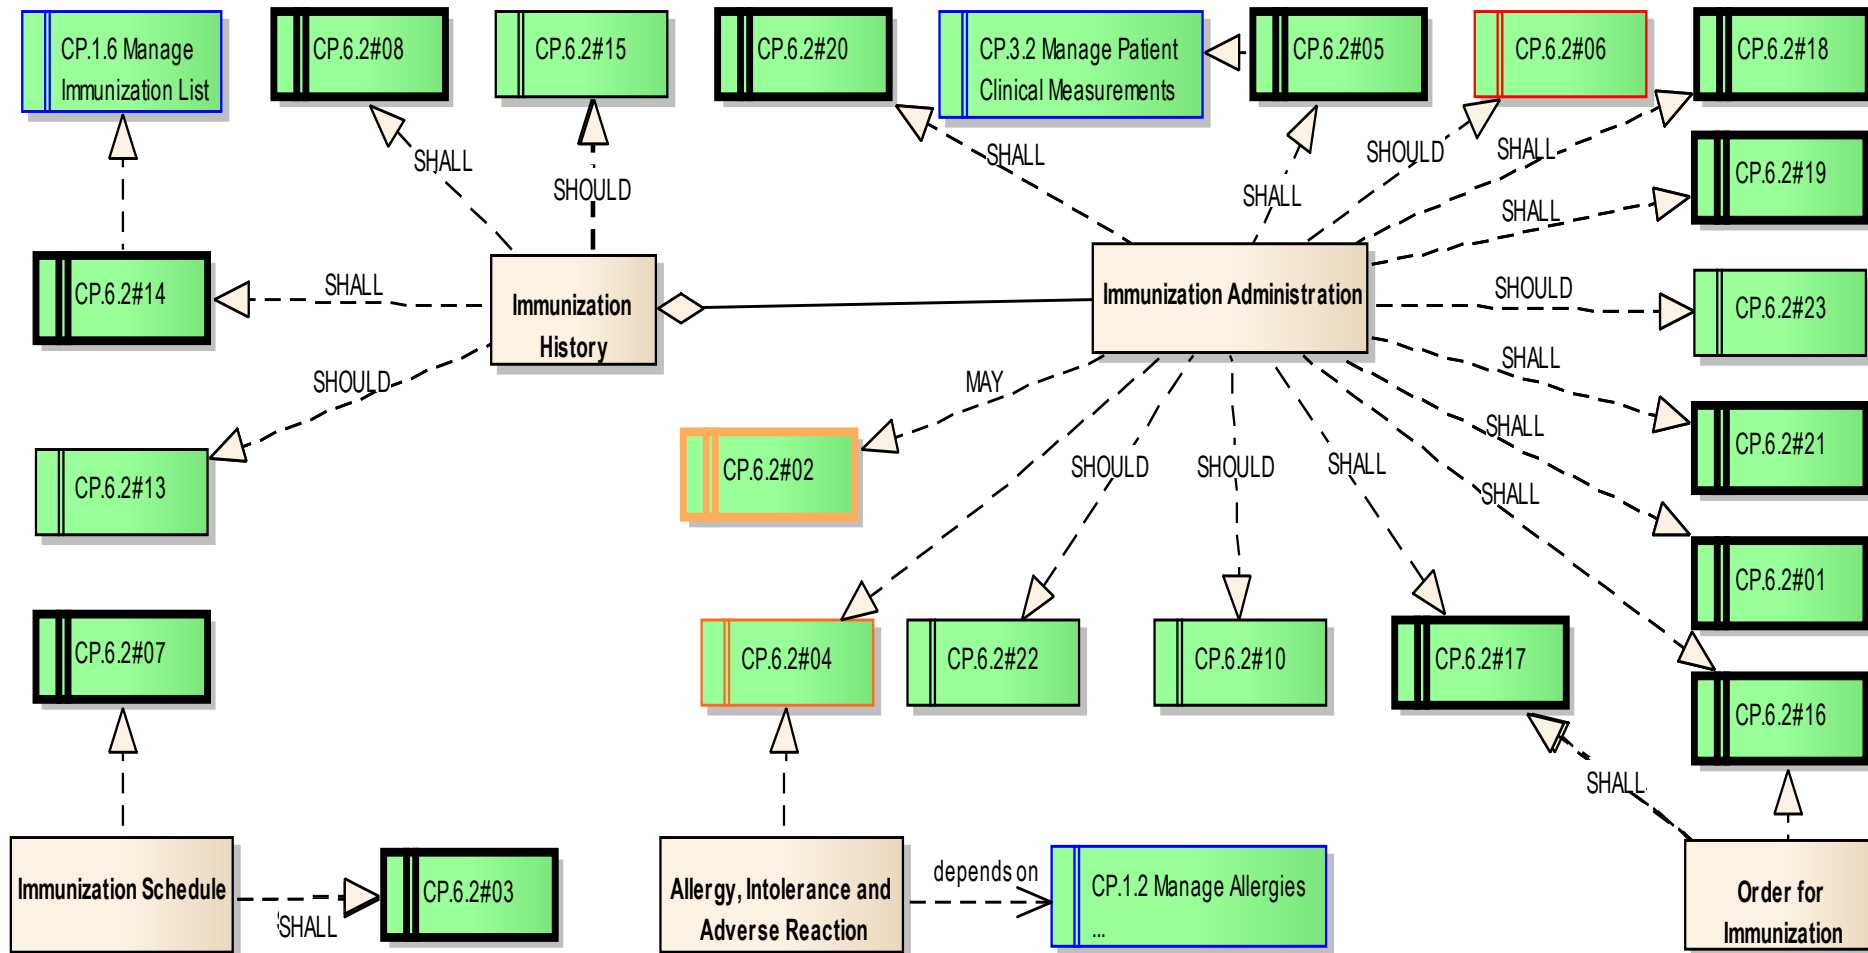 CP.1.6 Manage
Immunization List
CP.6.2#08
CP.6.2#15
CP.6.2#20
CP.3.2 Manage Patient
Clinical Measurements
CP.6.2#05
CP.6.2#06
CP.6.2#18
SHALL
SHOULD
SHALL
SHALL
SHOULD
SHALL
CP.6.2#19
SHALL
CP.6.2#14
SHALL
Immunization
History
Immunization Administration
SHOULD
CP.6.2#23
SHOULD
MAY
SHALL
CP.6.2#13
CP.6.2#02
SHOULD
SHOULD
SHALL
SHALL
CP.6.2#21
SHALL
CP.6.2#01
CP.6.2#07
CP.6.2#04
CP.6.2#22
CP.6.2#10
CP.6.2#17
CP.6.2#16
SHALL
Immunization Schedule
SHALL
CP.6.2#03
Allergy, Intolerance and
Adverse Reaction
depends on
CP.1.2 Manage Allergies
...
Order for
Immunization